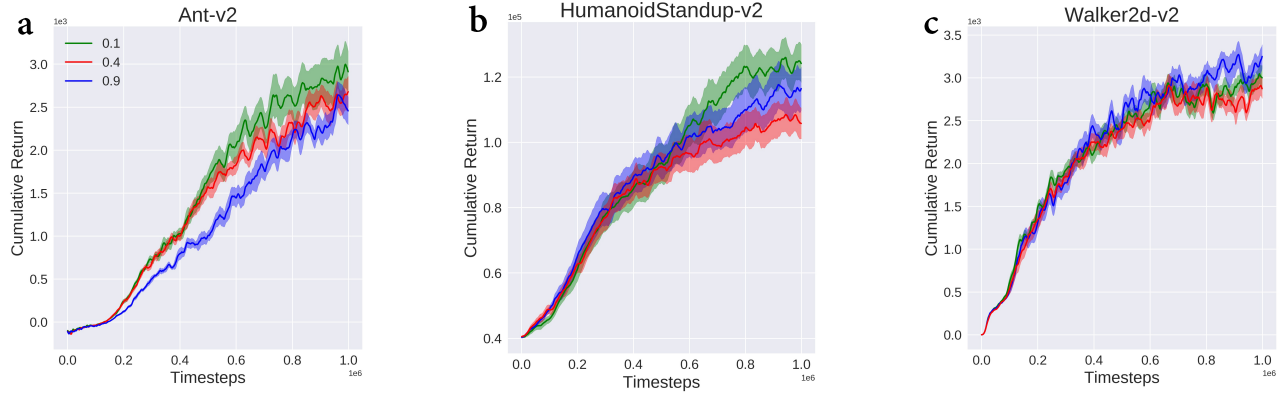 a
Ant-v2
1e3
0.1
0.4
0.9
3.0
2.5
2.0
1.5
1.0
0.5
0.0
Cumulative Return
0.0 0.2 0.4 0.6 0.8 1.0
Timesteps
1e6
b
HumanoidStandup-v2
1e5
1.2
1.0
0.8
0.6
0.4
Cumulative Return
0.0 0.2 0.4 0.6 0.8 1.0
Timesteps
1e6
c
Walker2d-v2
1e3
3.5
3.0
2.5
2.0
1.5
1.0
0.5
0.0
Cumulative Return
0.0 0.2 0.4 0.6 0.8 1.0
Timesteps
1e6